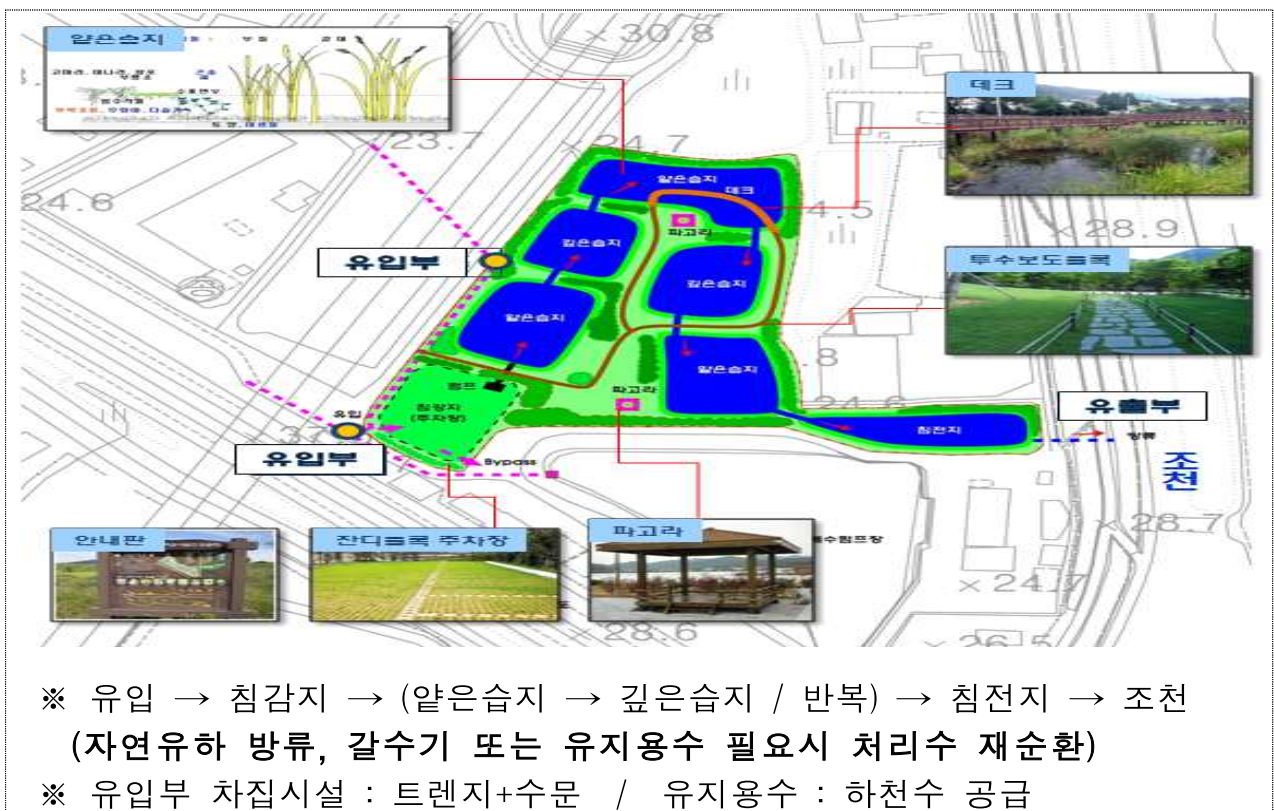 얕은습지
부들
갈대
30.8
데크
23.7
24.7
24.6
얕은습지
데크
4.5
파고라
28.9
깊은습지
유입부
투수보도블록
깊은습지
얕은습지
.8
얕은습지
펌프
파고라
24.6
유출부
유입
침강지
(주차장)
침전지
방류
유입부
Bypass
조천
안내판
잔디블록 주차장
파고라
28.7
24.7
28.6
26.5
※ 유입 → 침감지 → (얕은습지 → 깊은습지 / 반복) → 침전지 → 조천
(자연유하 방류, 갈수기 또는 유지용수 필요시 처리수 재순환)
※ 유입부 차집시설 : 트렌지+수문 / 유지용수 : 하천수 공급